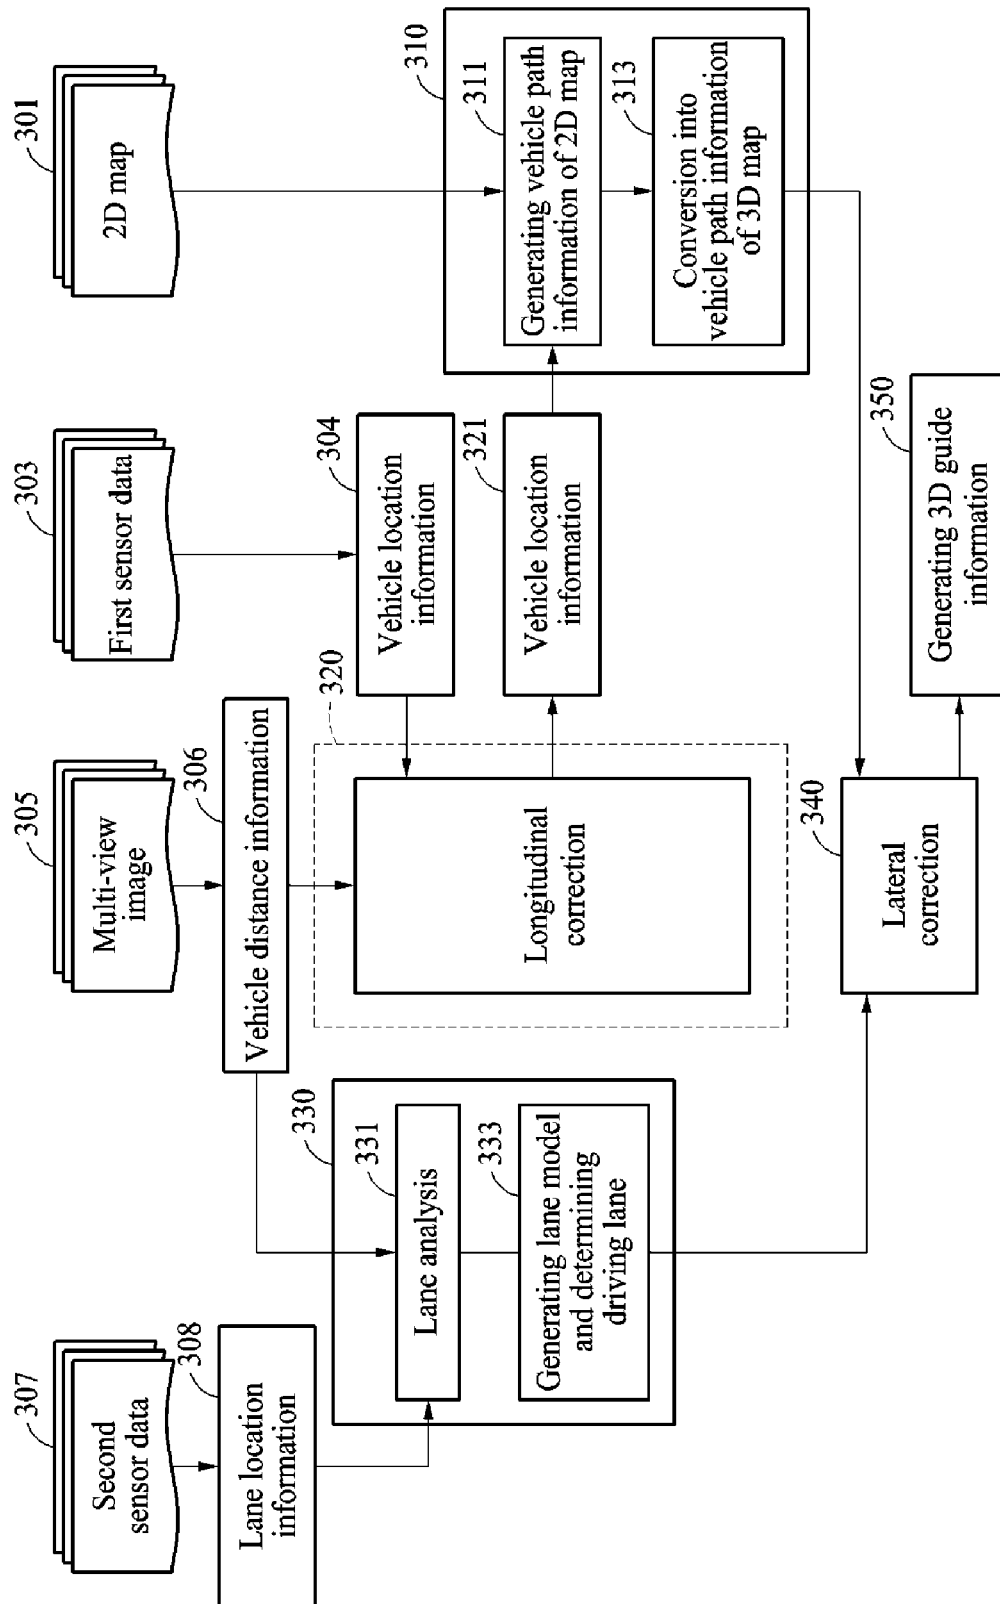 307
Second
sensor data
308
Lane location
information
305
Multi-view
image
306
Vehicle distance information
303
First sensor data
304
Vehicle location
information
301
2D map
330
331
Lane analysis
333
Generating lane model
and determining
driving lane
320
Longitudinal
correction
321
Vehicle location
information
310
311
Generating vehicle path
information of 2D map
313
Conversion into
vehicle path information
of 3D map
340
Lateral
correction
350
Generating 3D guide
information